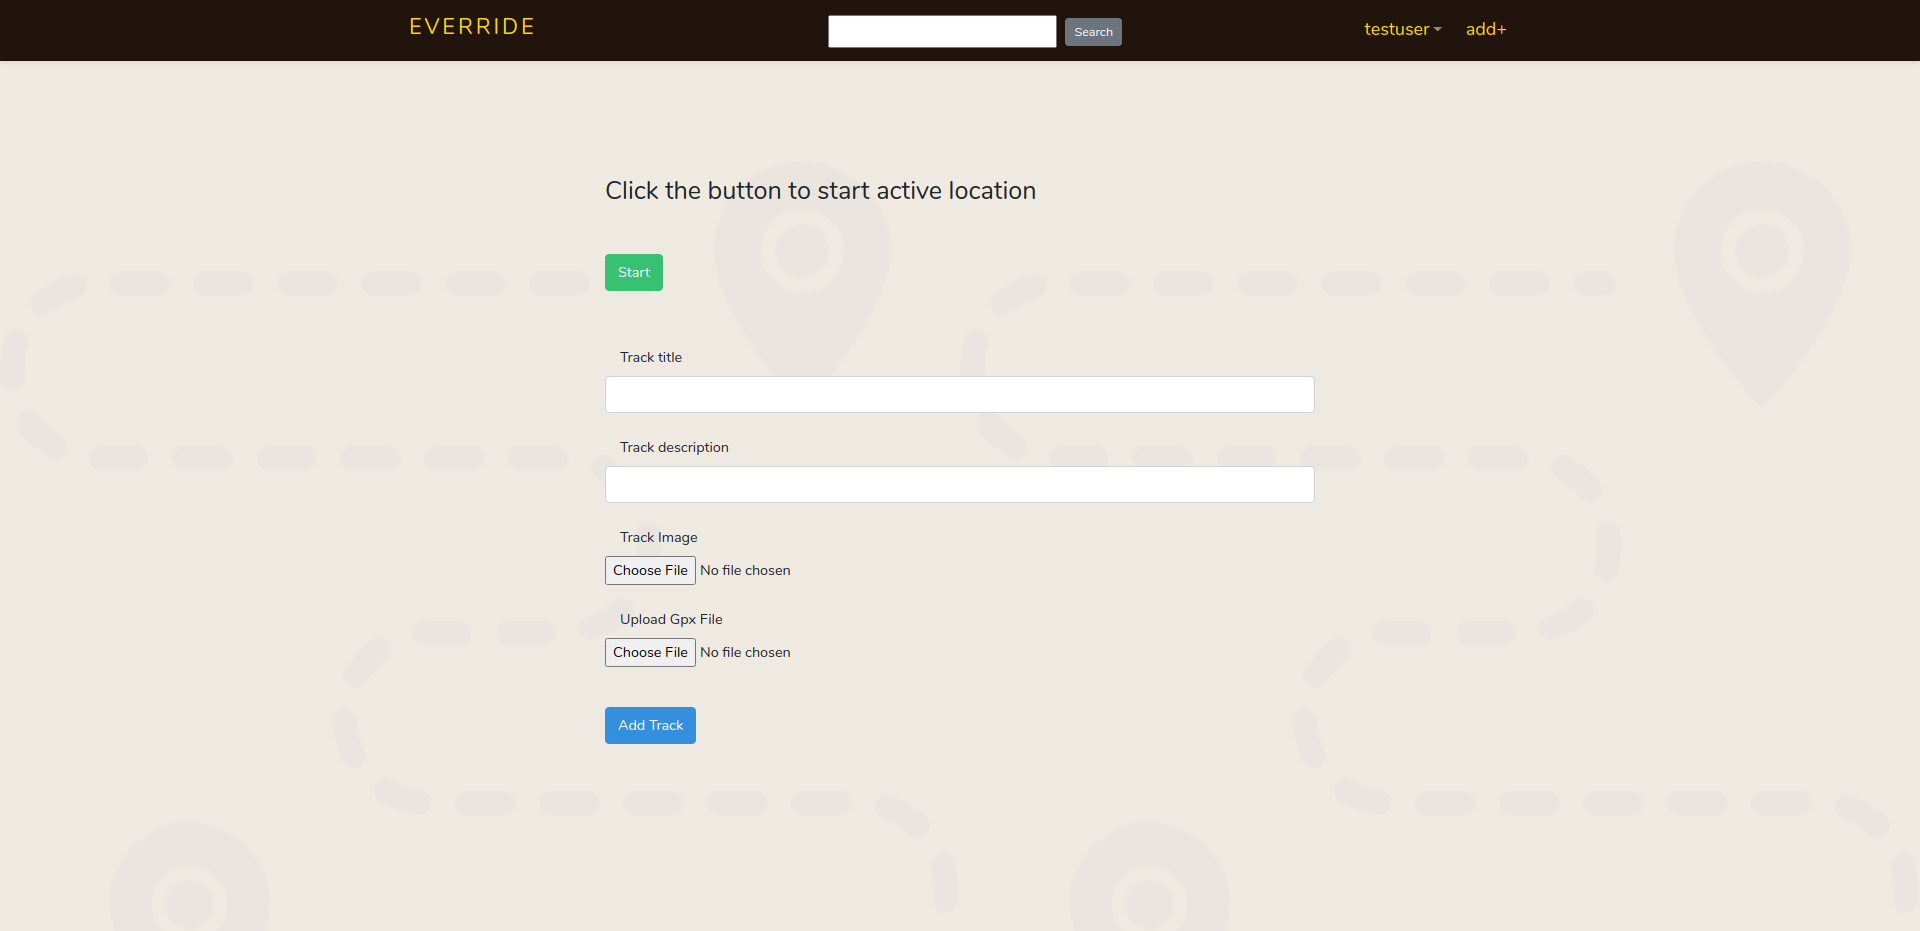 EVERRIDE
Search
testuser
add+
Click the button to start active location
Start
Track title
Track description
Track Image
Choose File No file chosen
Upload Gpx File
Choose File No file chosen
Add Track